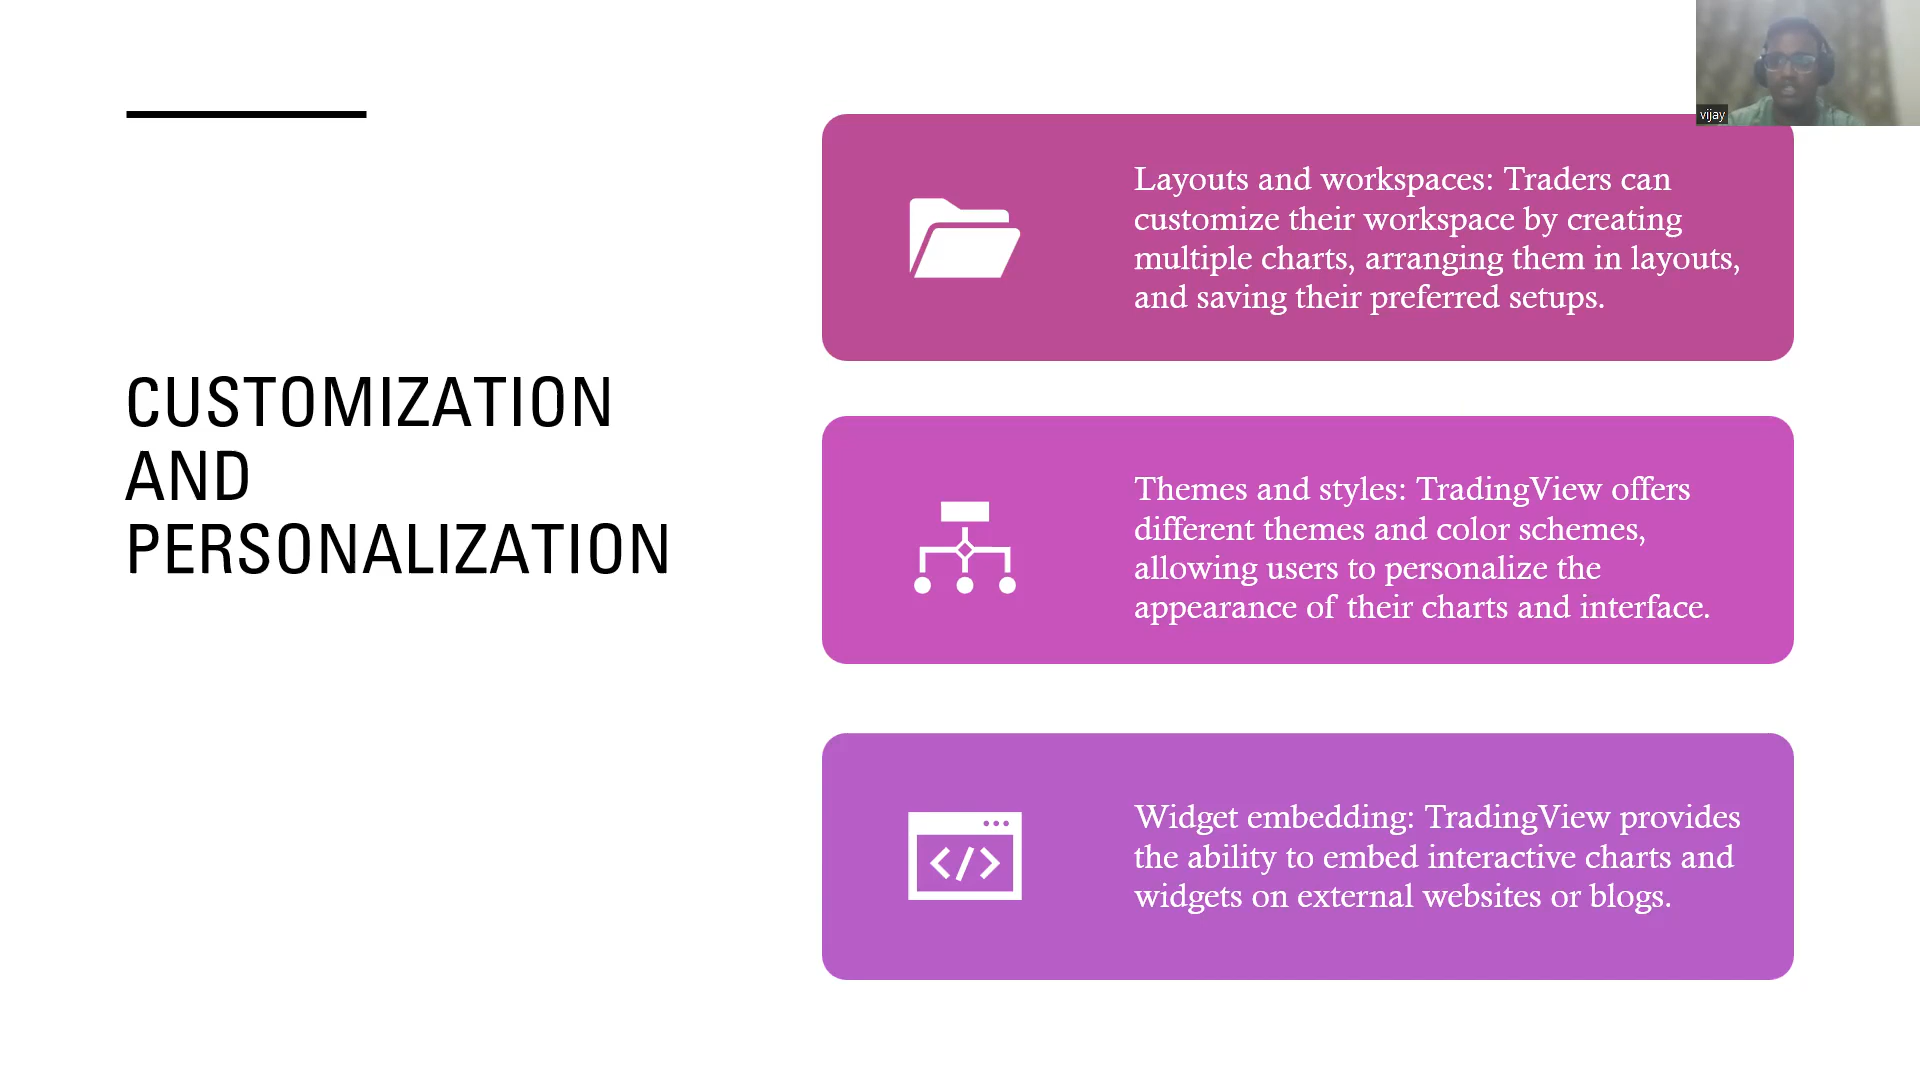 vijay
CUSTOMIZATION
AND
PERSONALIZATION
Layouts and workspaces: Traders can
customize their workspace by creating
multiple charts, arranging them in layouts,
and saving their preferred setups.
Themes and styles: TradingView offers
different themes and color schemes,
allowing users to personalize the
appearance of their charts and interface.
Widget embedding: TradingView provides
the ability to embed interactive charts and
widgets on external websites or blogs.